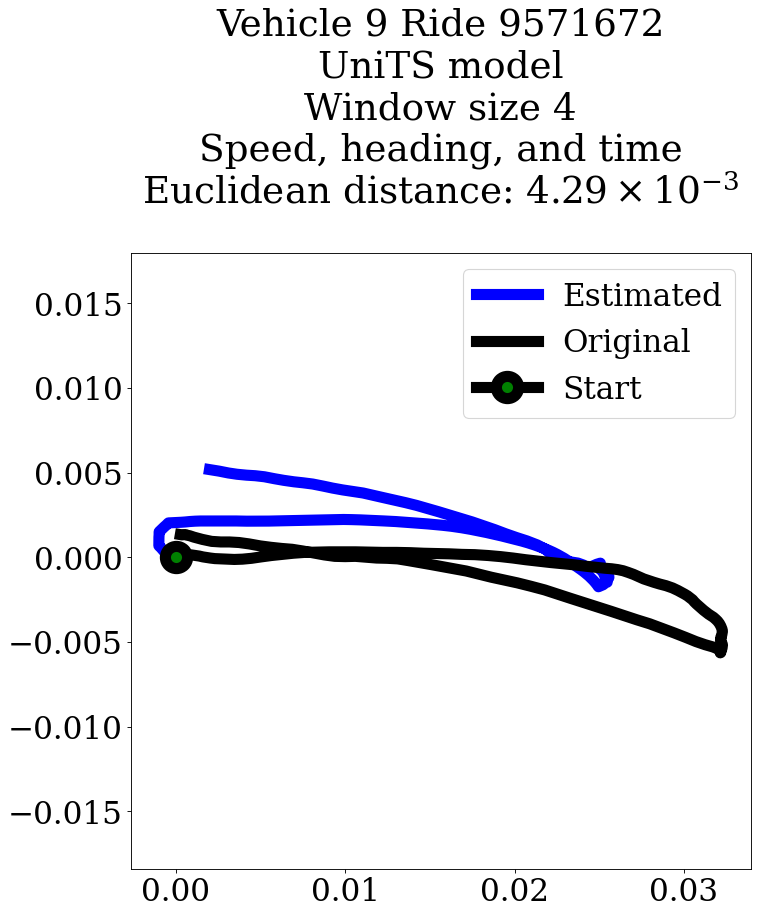 Vehicle 9 Ride 9571672
UniTS model
Window size 4
Speed, heading, and time
Euclidean distance: 4.29 × 10⁻³
Estimated
Original
Start
0.015
0.010
0.005
0.000
−0.005
−0.010
−0.015
0.00 0.01 0.02 0.03